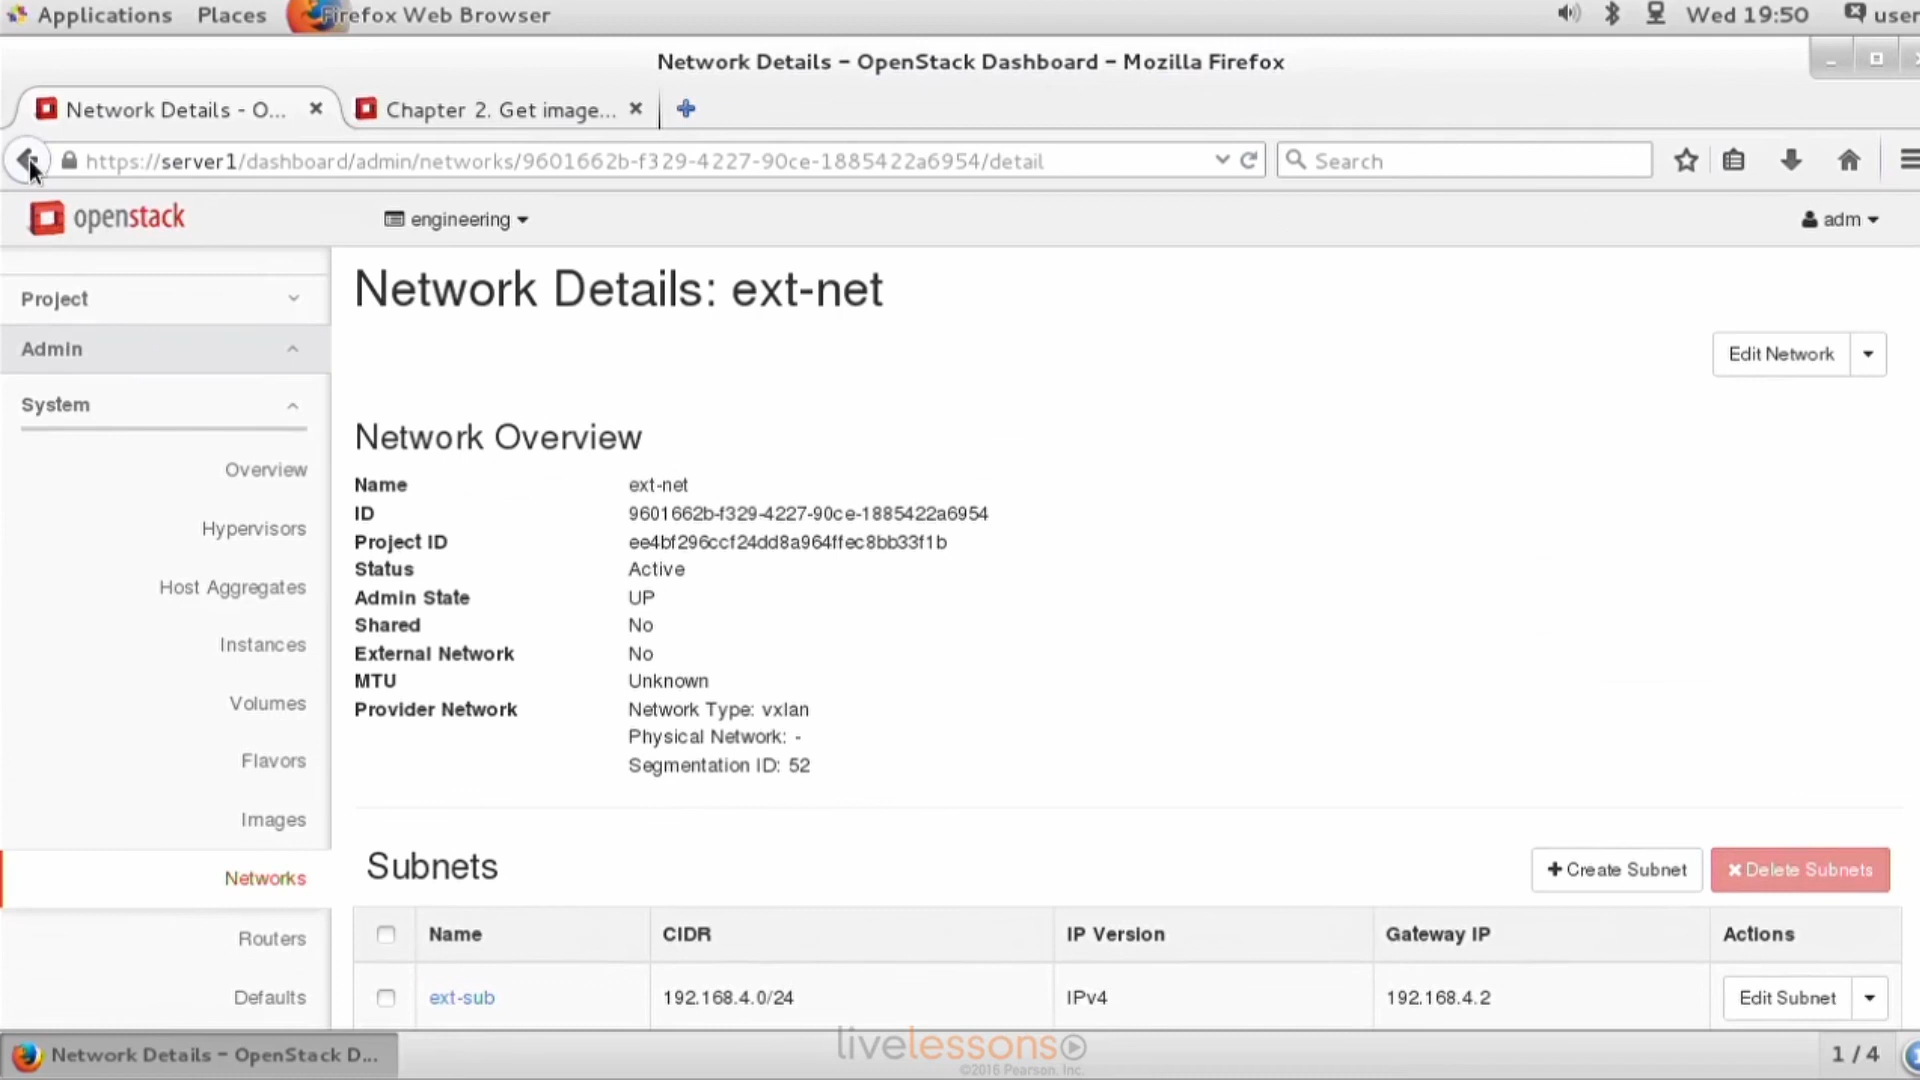 Applications Places Firefox Web Browser Wed 19:50 user
Network Details - OpenStack Dashboard - Mozilla Firefox
Network Details - O... Chapter 2. Get image...
https://server1/dashboard/admin/networks/9601662b-f329-4227-90ce-1885422a6954/detail Search
openstack engineering adm
Network Details: ext-net
Project
Admin
Edit Network
System
Network Overview
Overview
Name ext-net
ID 9601662b-f329-4227-90ce-1885422a6954
Hypervisors
Project ID ee4bf296ccf24dd8a964ffec8bb33f1b
Status Active
Host Aggregates
Admin State UP
Shared No
Instances
External Network No
MTU Unknown
Volumes
Provider Network Network Type: vxlan
Physical Network: -
Flavors
Segmentation ID: 52
Images
Subnets Create Subnet Delete Subnets
Networks
Name CIDR IP Version Gateway IP Actions
Routers
Defaults
ext-sub 192.168.4.0/24 IPv4 192.168.4.2 Edit Subnet
livelessons
©2016 Pearson, Inc.
Network Details - OpenStack D... 1 / 4